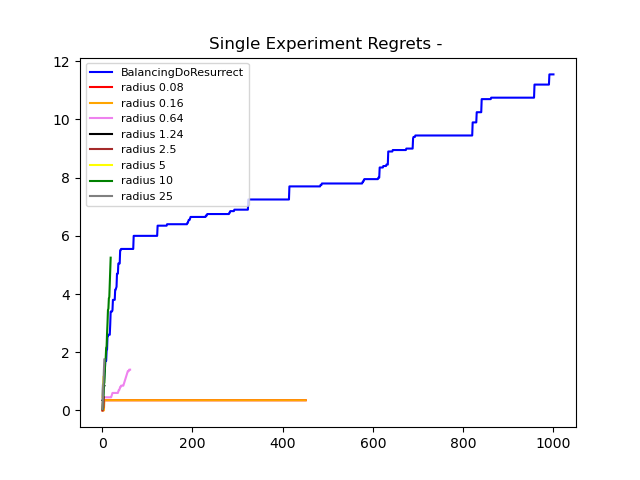 Single Experiment Regrets -
12
10
8
6
4
2
0
BalancingDoResurrect
radius 0.08
radius 0.16
radius 0.64
radius 1.24
radius 2.5
radius 5
radius 10
radius 25
0 200 400 600 800 1000